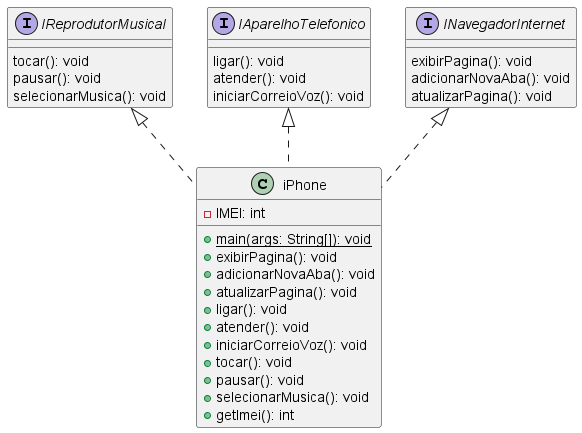 I IReprodutorMusical
tocar(): void
pausar(): void
selecionarMusica(): void
I IAparelhoTelefonico
ligar(): void
atender(): void
iniciarCorreioVoz(): void
I INavegadorInternet
exibirPagina(): void
adicionarNovaAba(): void
atualizarPagina(): void
C iPhone
IMEI: int
main(args: String[]): void
exibirPagina(): void
adicionarNovaAba(): void
atualizarPagina(): void
ligar(): void
atender(): void
iniciarCorreioVoz(): void
tocar(): void
pausar(): void
selecionarMusica(): void
getImei(): int